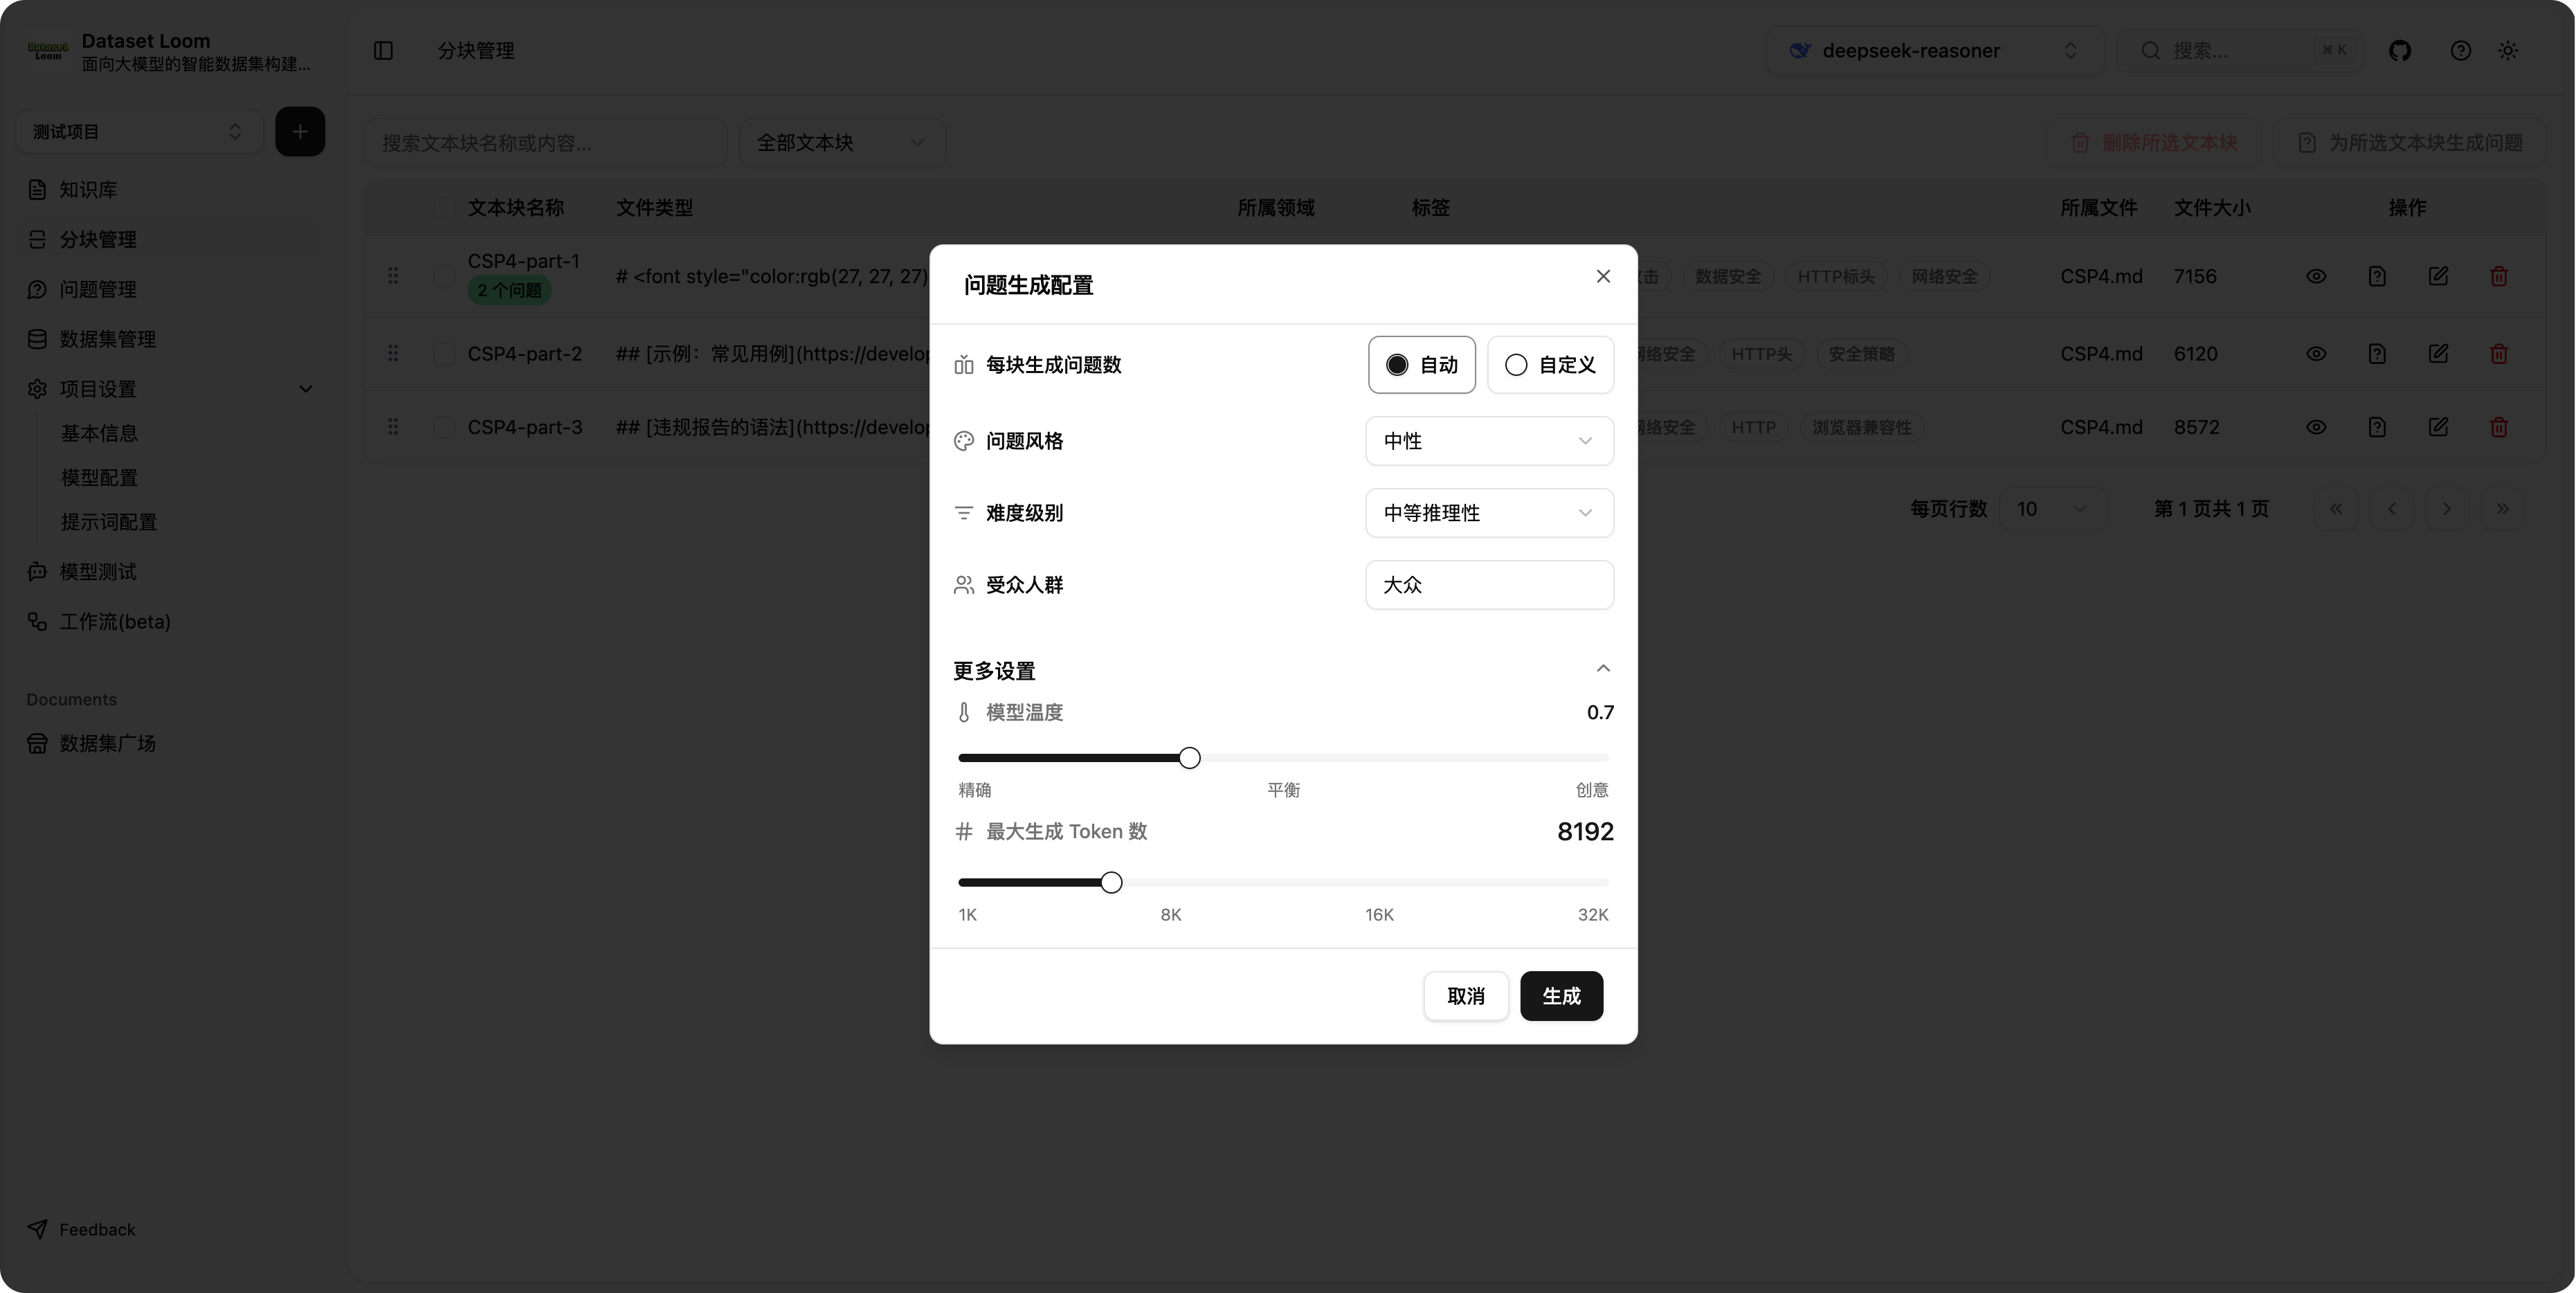 Dataset Loom
Dataset Loom
面向大模型的智能数据集构建...
分块管理
deepseek-reasoner
搜索...
⌘ K
测试项目
搜索文本块名称或内容...
全部文本块
删除所选文本块
为所选文本块生成问题
知识库
分块管理
问题管理
数据集管理
项目设置
基本信息
模型配置
提示词配置
模型测试
工作流(beta)
Documents
数据集广场
Feedback
文本块名称 文件类型 所属领域 标签 所属文件 文件大小 操作
CSP4-part-1
2 个问题
# <font style="color:rgb(27, 27, 27)
击 数据安全 HTTP标头 网络安全 CSP4.md 7156
CSP4-part-2 ## [示例：常见用例](https://develop
网络安全 HTTP头 安全策略 CSP4.md 6120
CSP4-part-3 ## [违规报告的语法](https://develop
网络安全 HTTP 浏览器兼容性 CSP4.md 8572
每页行数 10 第 1 页共 1 页
问题生成配置
每块生成问题数 自动 自定义
问题风格 中性
难度级别 中等推理性
受众人群 大众
更多设置
模型温度 0.7
精确 平衡 创意
最大生成 Token 数 8192
1K 8K 16K 32K
取消 生成